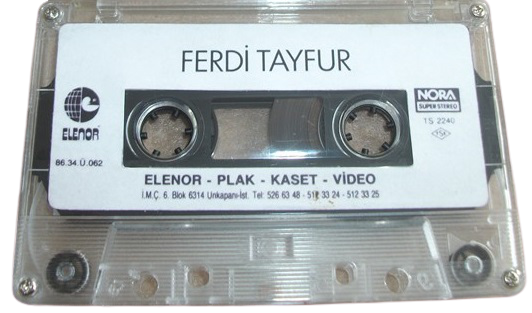 FERDİ TAYFUR
ELENOR
NORA
SUPER STEREO
TS 2240
86.34.Ü.062
ELENOR - PLAK - KASET - VİDEO
İ.M.Ç. 6. Blok 6314 Unkapanı-İst. Tel: 526 63 48 - 512 33 24 - 512 33 25